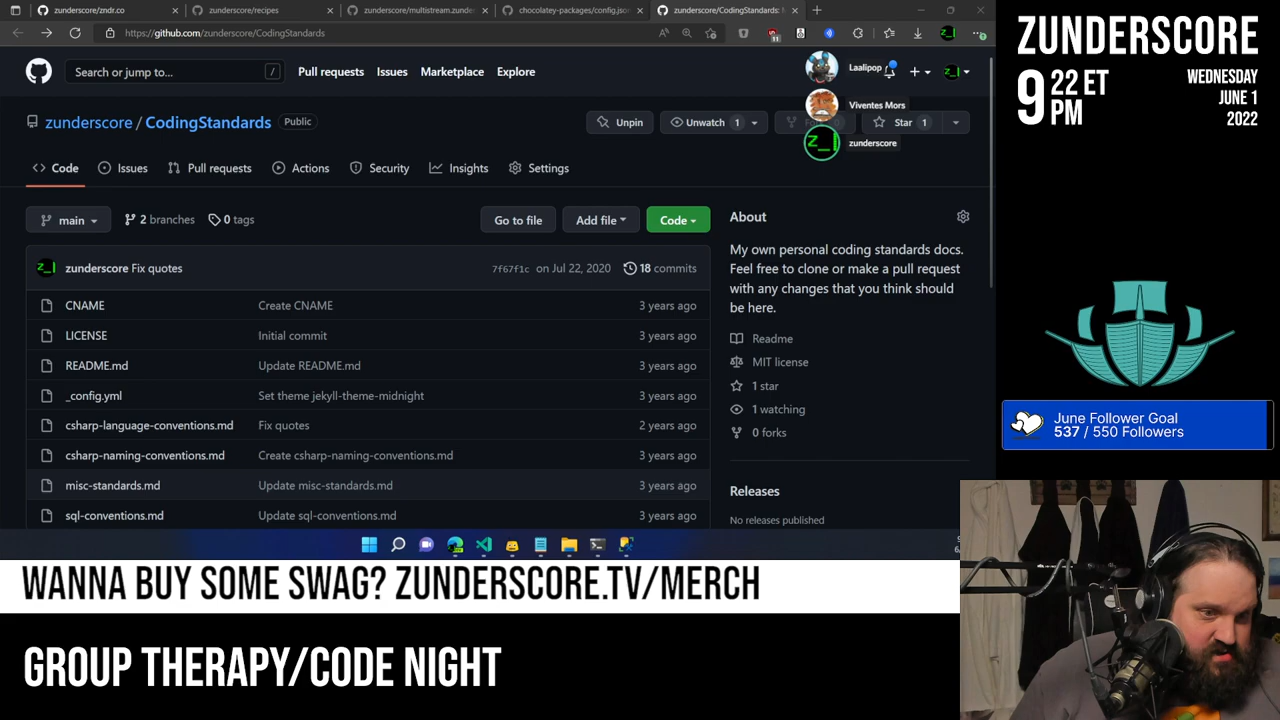 zunderscore/zndr.co
zunderscore/recipes
zunderscore/multistream.zunde
chocolatey-packages/config.json
zunderscore/CodingStandards: M
https://github.com/zunderscore/CodingStandards
11
Search or jump to...
/
Pull requests
Issues
Marketplace
Explore
Laalipop
Viventes Mors
zunderscore
zunderscore / CodingStandards
Public
Unpin
Unwatch 1
Star 1
Code
Issues
Pull requests
Actions
Security
Insights
Settings
main
2 branches
0 tags
Go to file
Add file
Code
zunderscore Fix quotes
7f67f1c on Jul 22, 2020
18 commits
CNAME Create CNAME 3 years ago
LICENSE Initial commit 3 years ago
README.md Update README.md 3 years ago
_config.yml Set theme jekyll-theme-midnight 3 years ago
csharp-language-conventions.md Fix quotes 2 years ago
csharp-naming-conventions.md Create csharp-naming-conventions.md 3 years ago
misc-standards.md Update misc-standards.md 3 years ago
sql-conventions.md Update sql-conventions.md 3 years ago
About
My own personal coding standards docs.
Feel free to clone or make a pull request
with any changes that you think should
be here.
Readme
MIT license
1 star
1 watching
0 forks
Releases
No releases published
ZUNDERSCORE
9 22 ET
PM
WEDNESDAY
JUNE 1
2022
June Follower Goal
537 / 550 Followers
WANNA BUY SOME SWAG? ZUNDERSCORE.TV/MERCH
GROUP THERAPY/CODE NIGHT